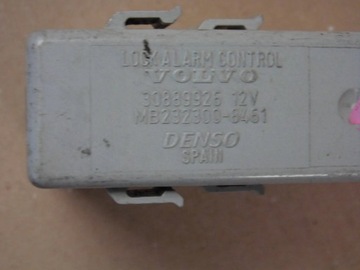 LOCK ALARM CONTROL
VOLVO
30889926 12V
MB232300-8461
DENSO
SPAIN